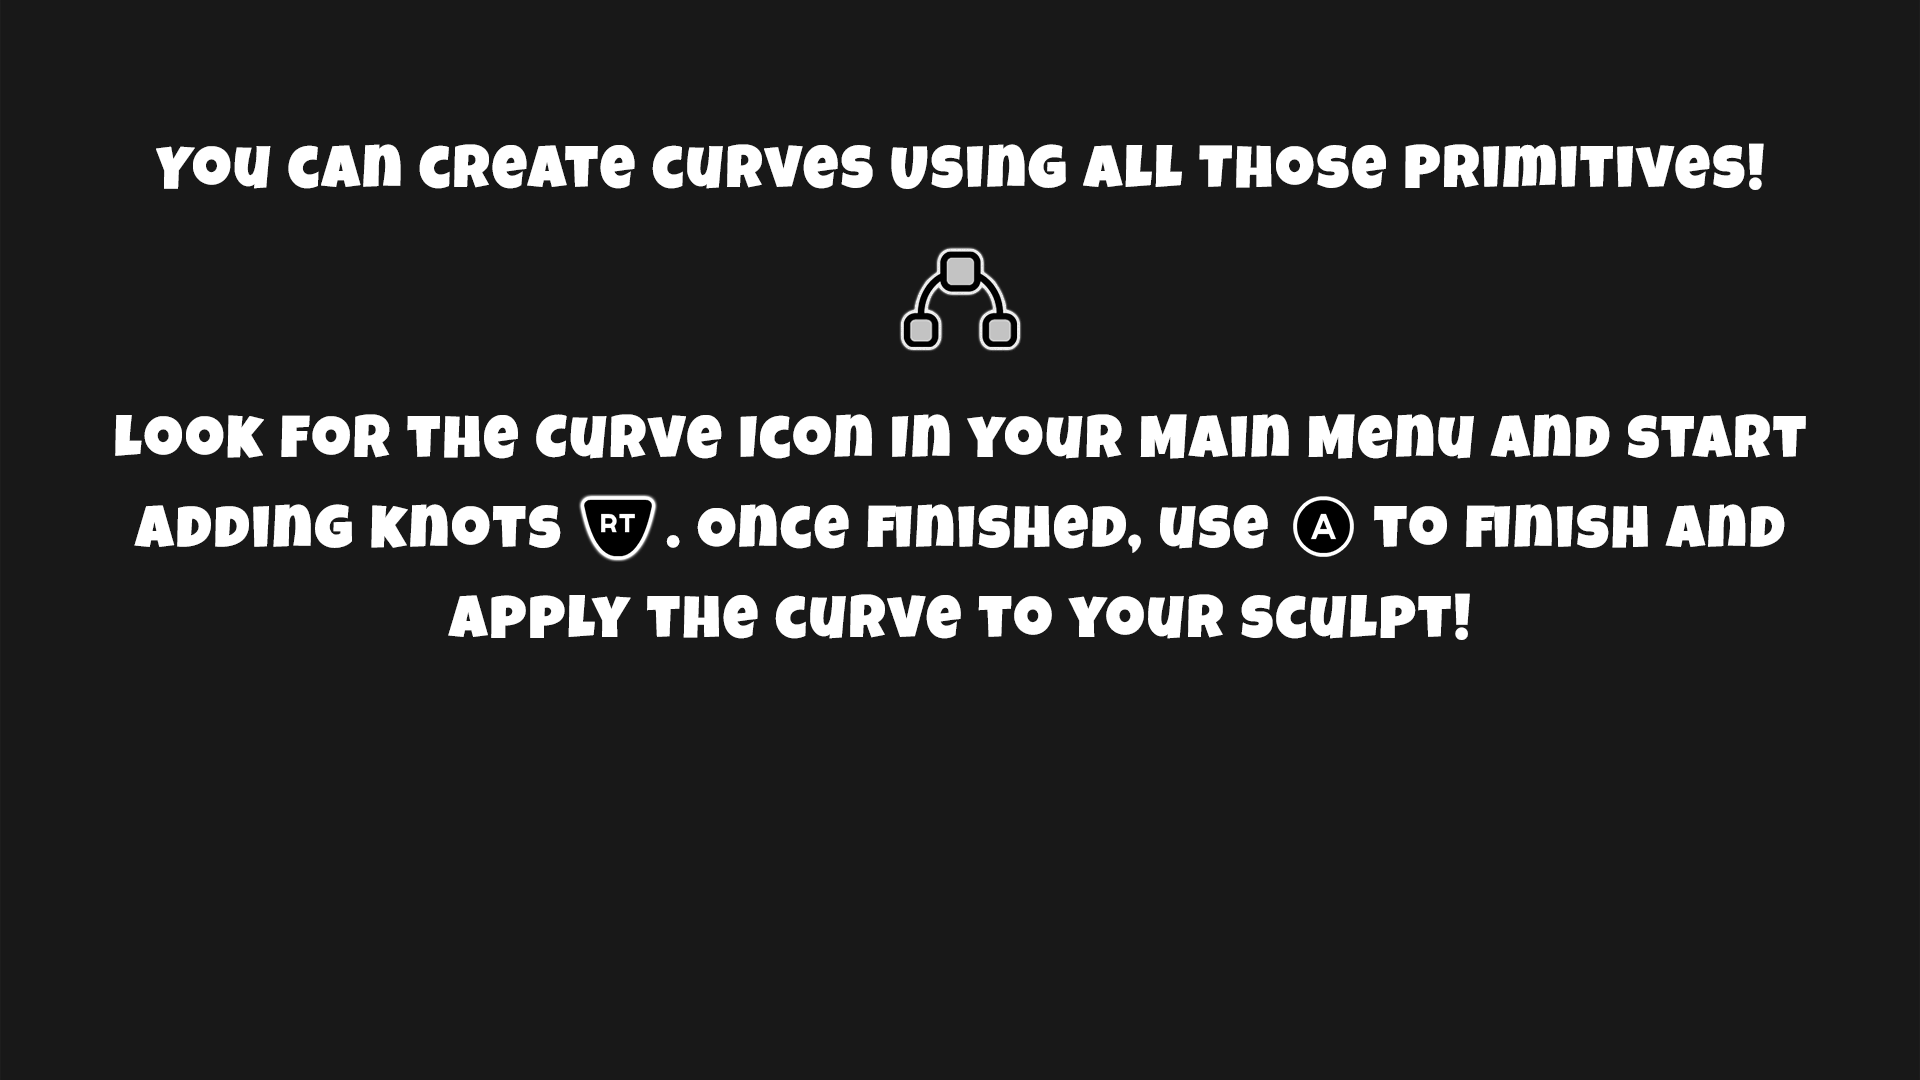 You can create curves using all those primitives!
Look for the curve icon in your Main Menu and start
adding knots RT. Once finished, use A to finish and
apply the curve to your sculpt!